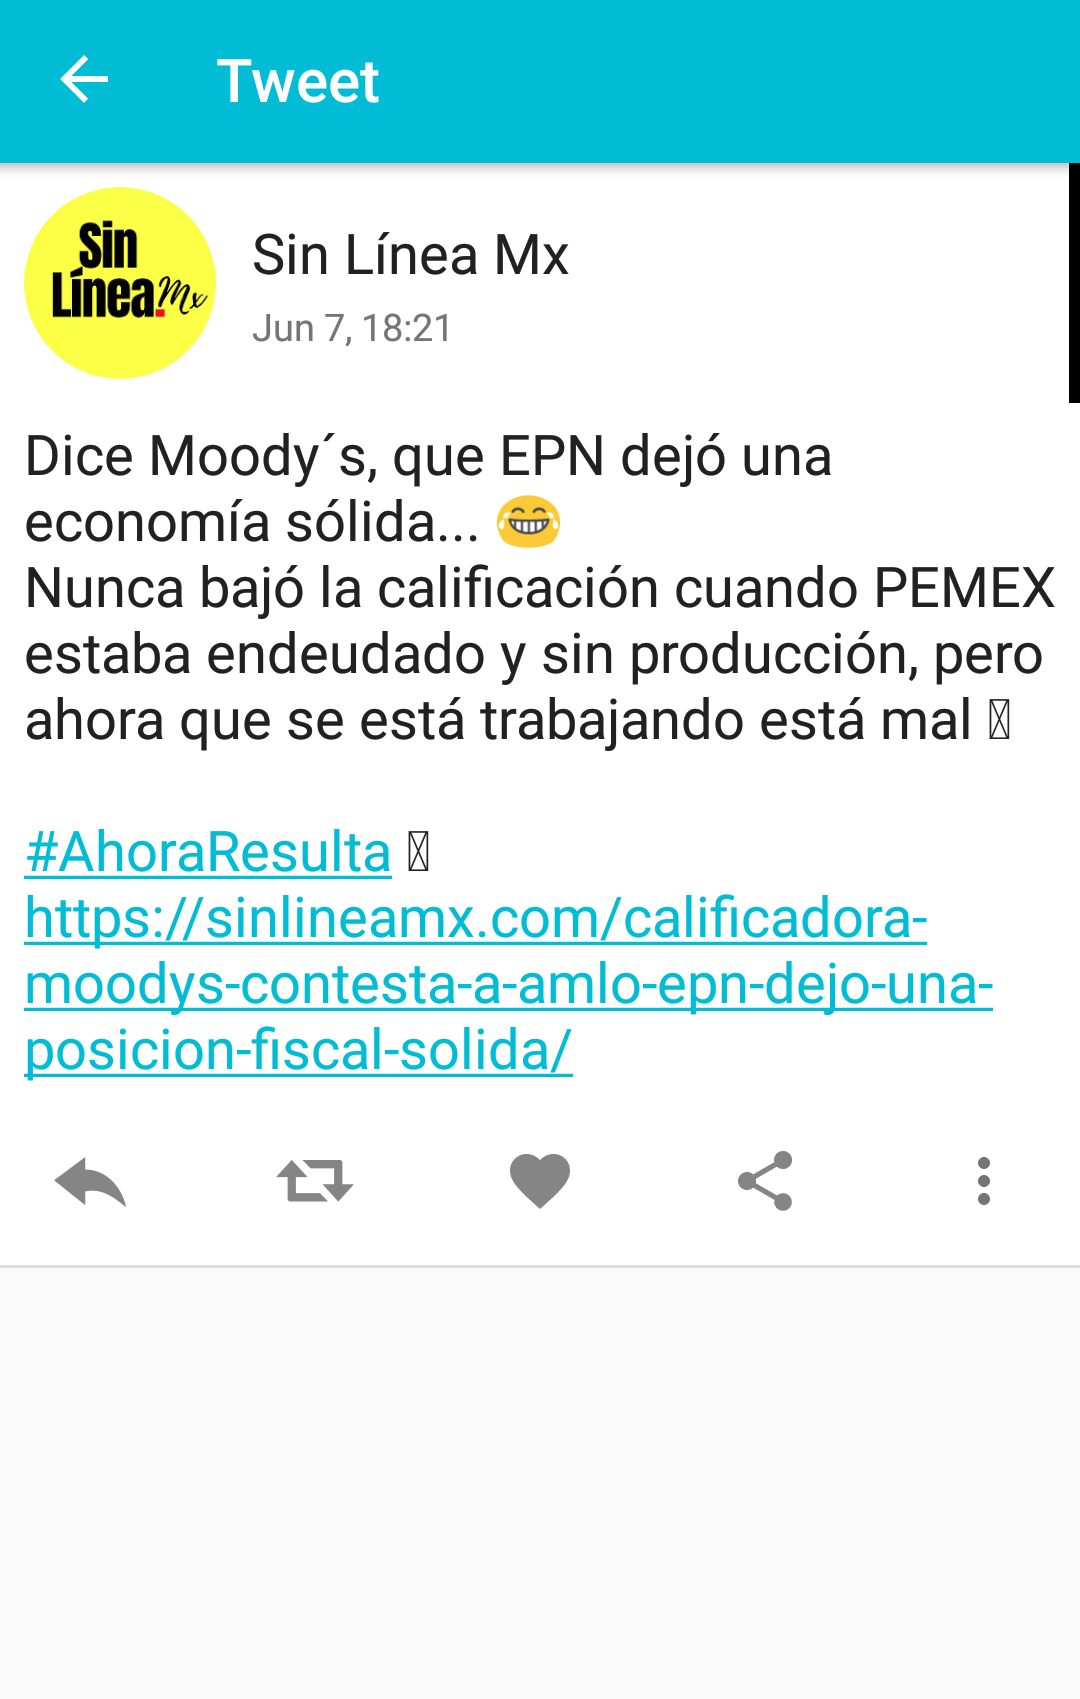 Tweet
Sin
Línea.Mx
Sin Línea Mx
Jun 7, 18:21
Dice Moody´s, que EPN dejó una
economía sólida... 😂
Nunca bajó la calificación cuando PEMEX
estaba endeudado y sin producción, pero
ahora que se está trabajando está mal
#AhoraResulta
https://sinlineamx.com/calificadora-
moodys-contesta-a-amlo-epn-dejo-una-
posicion-fiscal-solida/